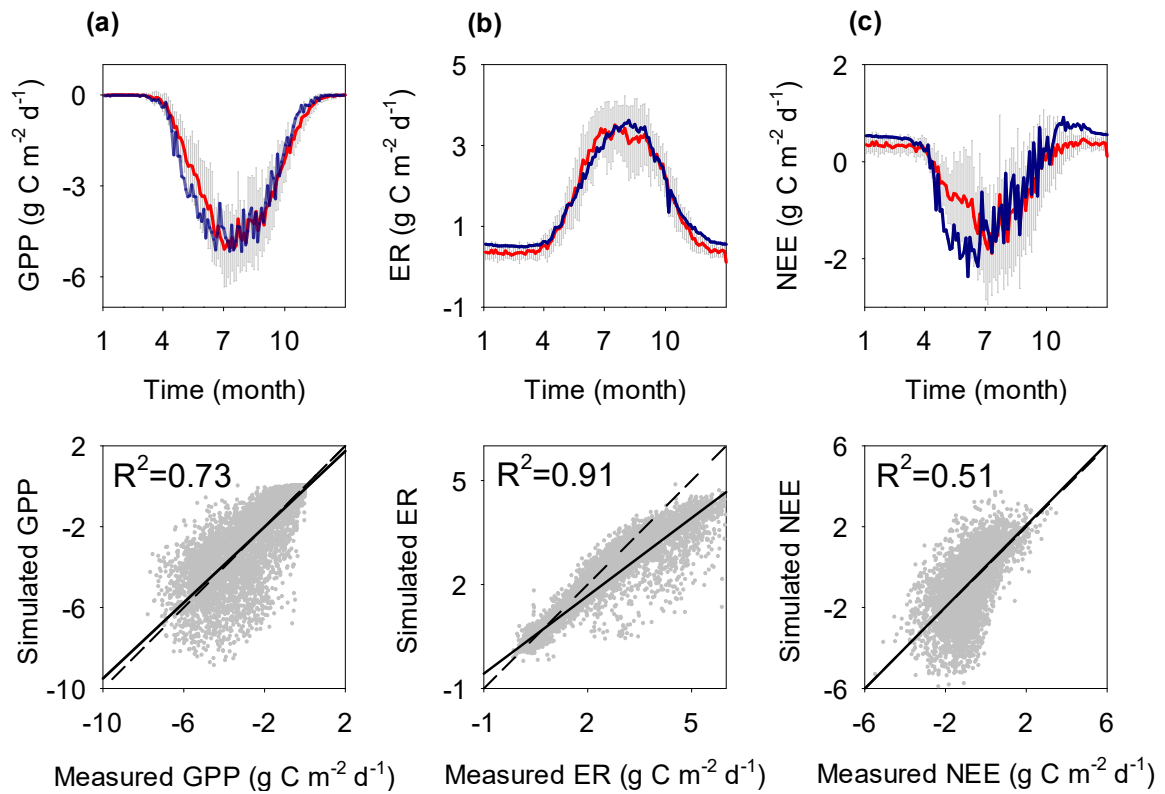 (a)
(b)
(c)
GPP (g C m⁻² d⁻¹)
0
-3
-6
1
4
7
10
Time (month)
ER (g C m⁻² d⁻¹)
5
3
1
-1
1
4
7
10
Time (month)
NEE (g C m⁻² d⁻¹)
2
0
-2
1
4
7
10
Time (month)
R²=0.73
Simulated GPP
2
-2
-6
-10
-10
-6
-2
2
Measured GPP (g C m⁻² d⁻¹)
R²=0.91
Simulated ER
5
2
-1
-1
2
5
Measured ER (g C m⁻² d⁻¹)
R²=0.51
Simulated NEE
6
2
-2
-6
-6
-2
2
6
Measured NEE (g C m⁻² d⁻¹)